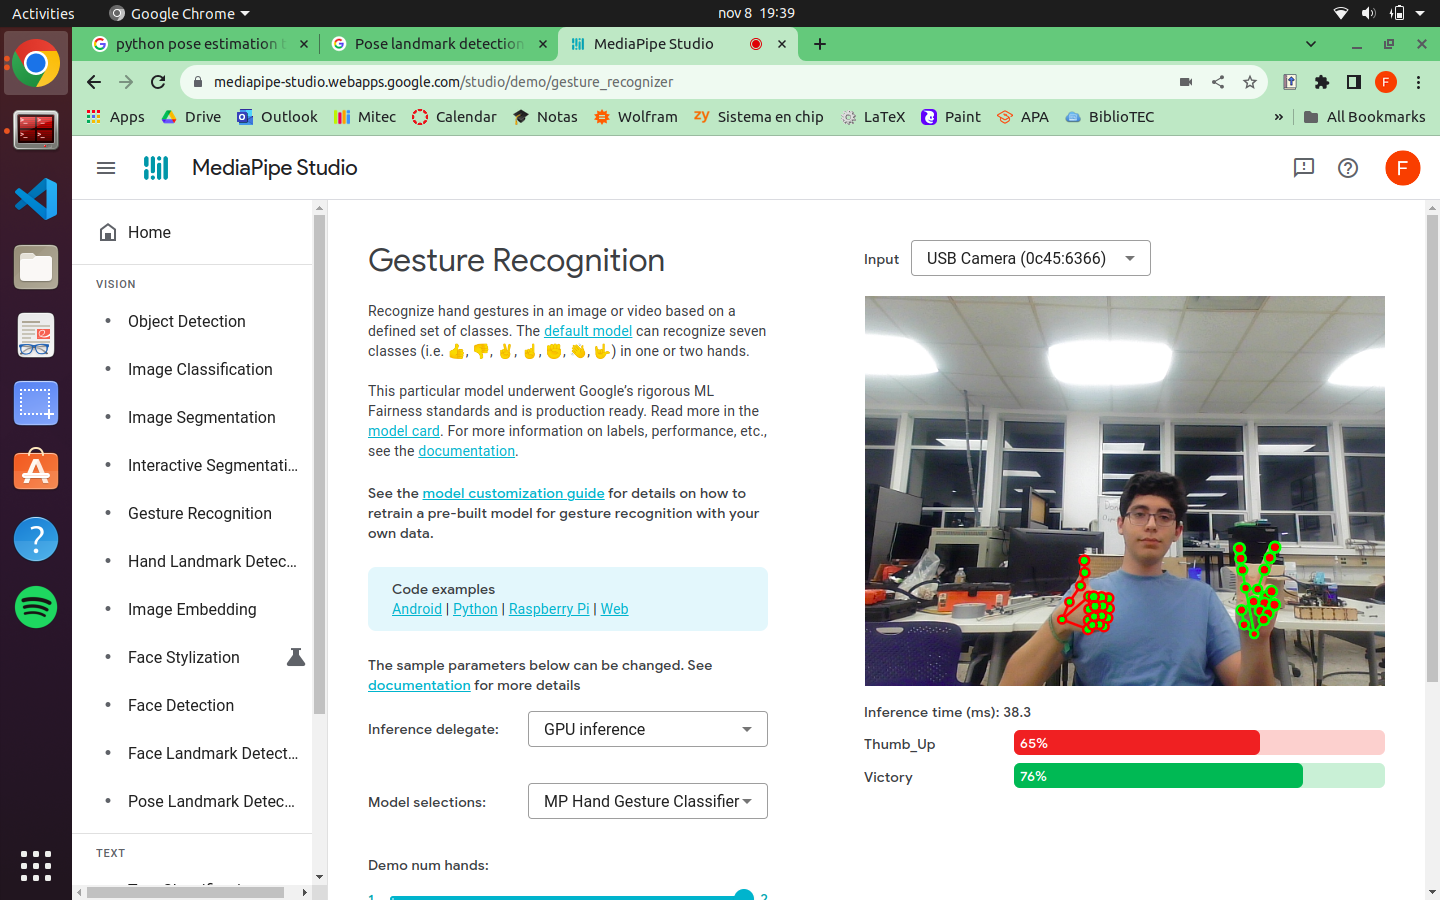 Activities
Google Chrome
nov 8 19:39
python pose estimation t
Pose landmark detection
MediaPipe Studio
mediapipe-studio.webapps.google.com/studio/demo/gesture_recognizer
F
Apps
Drive
Outlook
Mitec
Calendar
Notas
Wolfram
zy Sistema en chip
LaTeX
Paint
APA
BiblioTEC
»
All Bookmarks
MediaPipe Studio
F
Home
VISION
• Object Detection
• Image Classification
• Image Segmentation
• Interactive Segmentati...
• Gesture Recognition
• Hand Landmark Detec...
• Image Embedding
• Face Stylization
• Face Detection
• Face Landmark Detect...
• Pose Landmark Detec...
TEXT
Gesture Recognition
Recognize hand gestures in an image or video based on a
defined set of classes. The default model can recognize seven
classes (i.e. 👍, 👎, ✌️, ☝️, ✊, 👋, 🤟) in one or two hands.
This particular model underwent Google's rigorous ML
Fairness standards and is production ready. Read more in the
model card. For more information on labels, performance, etc.,
see the documentation.
See the model customization guide for details on how to
retrain a pre-built model for gesture recognition with your
own data.
Code examples
Android | Python | Raspberry Pi | Web
The sample parameters below can be changed. See
documentation for more details
Inference delegate:
GPU inference
Model selections:
MP Hand Gesture Classifier
Demo num hands:
1
2
Input
USB Camera (0c45:6366)
Inference time (ms): 38.3
Thumb_Up
65%
Victory
76%